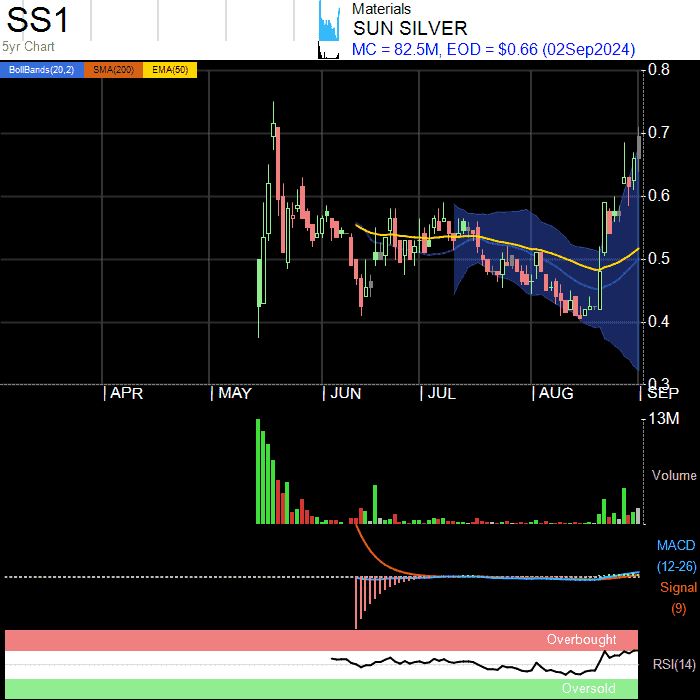 SS1
5yr Chart
Materials
SUN SILVER
MC = 82.5M, EOD = $0.66 (02Sep2024)
BollBands(20,2) SMA(200) EMA(50)
0.8
0.7
0.6
0.5
0.4
0.3
APR MAY JUN JUL AUG SEP
13M
Volume
MACD
(12-26)
Signal
(9)
Overbought
RSI(14)
Oversold